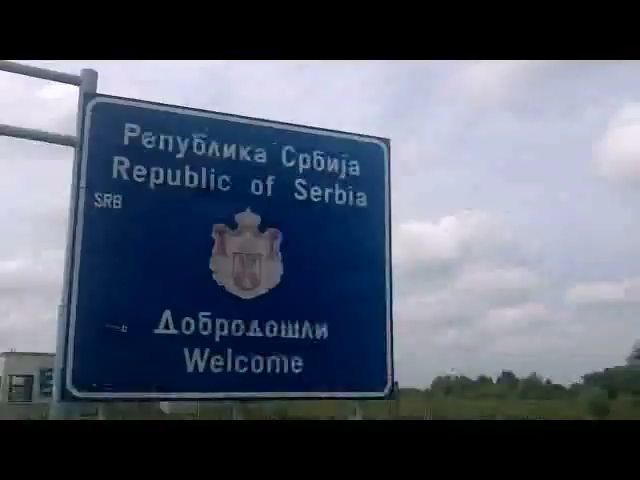 Република Србија
Republic of Serbia
SRB
Добродошли
Welcome